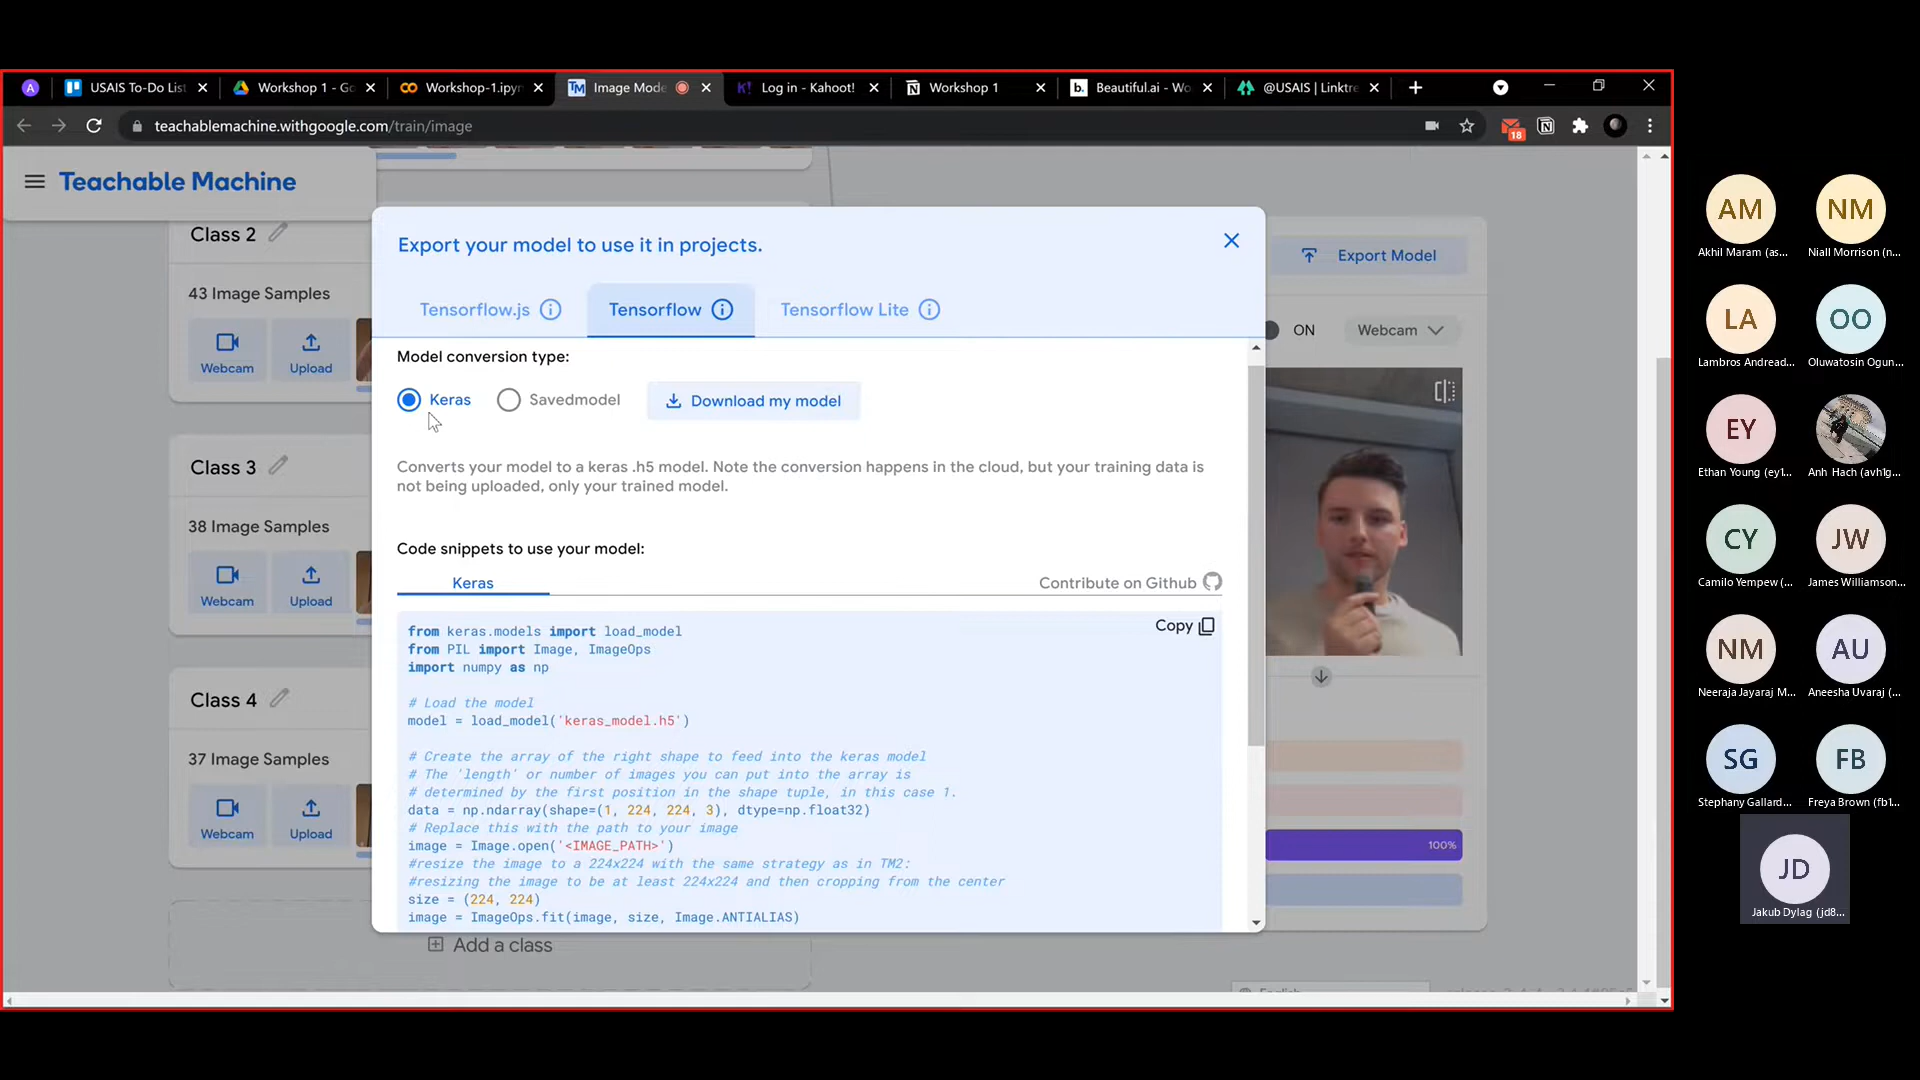 A
USAIS To-Do List
Workshop 1 - Go
Workshop-1.ipyn
Image Mode
Log in - Kahoot!
Workshop 1
Beautiful.ai - Wo
@USAIS | Linktre
teachablemachine.withgoogle.com/train/image
18
Teachable Machine
Class 2
43 Image Samples
Webcam
Upload
Class 3
38 Image Samples
Webcam
Upload
Class 4
37 Image Samples
Webcam
Upload
Add a class
Export your model to use it in projects.
Tensorflow.js
Tensorflow
Tensorflow Lite
Model conversion type:
Keras
Savedmodel
Download my model
Converts your model to a keras .h5 model. Note the conversion happens in the cloud, but your training data is
not being uploaded, only your trained model.
Code snippets to use your model:
Keras
Contribute on Github
Copy
from keras.models import load_model
from PIL import Image, ImageOps
import numpy as np
# Load the model
model = load_model('keras_model.h5')
# Create the array of the right shape to feed into the keras model
# The 'length' or number of images you can put into the array is
# determined by the first position in the shape tuple, in this case 1.
data = np.ndarray(shape=(1, 224, 224, 3), dtype=np.float32)
# Replace this with the path to your image
image = Image.open('<IMAGE_PATH>')
#resize the image to a 224x224 with the same strategy as in TM2:
#resizing the image to be at least 224x224 and then cropping from the center
size = (224, 224)
image = ImageOps.fit(image, size, Image.ANTIALIAS)
Export Model
ON
Webcam
100%
English
AM
Akhil Maram (as...
NM
Niall Morrison (n...
LA
Lambros Andread...
OO
Oluwatosin Ogun...
EY
Ethan Young (ey1...
Anh Hach (avh1g...
CY
Camilo Yempew (...
JW
James Williamson...
NM
Neeraja Jayaraj M...
AU
Aneesha Uvaraj (...
SG
Stephany Gallard...
FB
Freya Brown (fb1...
JD
Jakub Dylag (jd8...